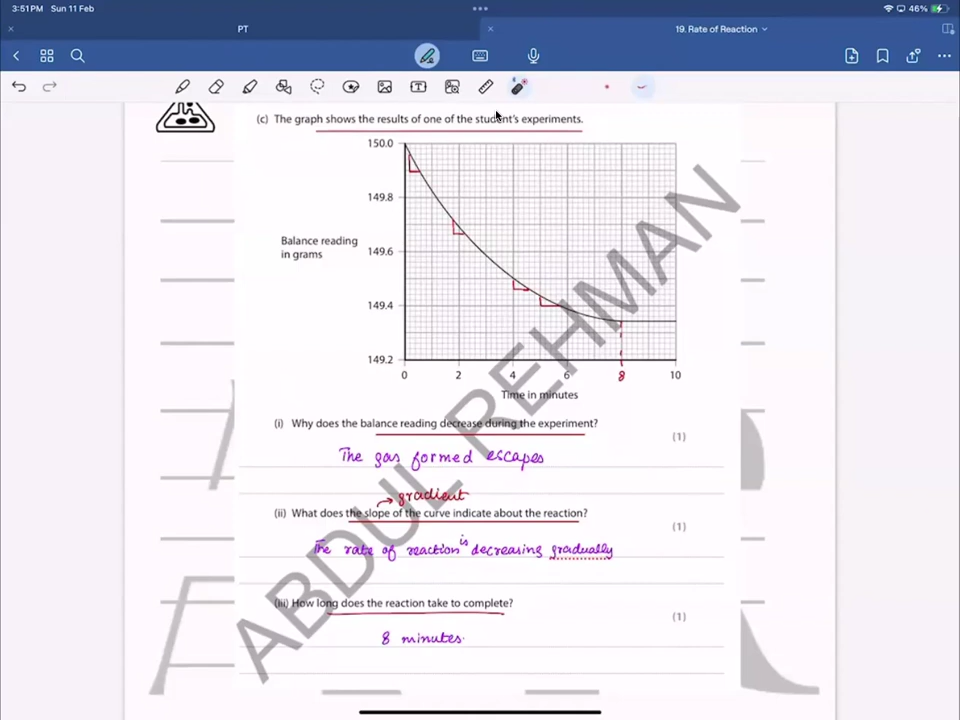 3:51PM Sun 11 Feb
46%
PT
19. Rate of Reaction
(c) The graph shows the results of one of the student's experiments.
150.0
149.8
Balance reading
in grams
149.6
149.4
149.2
0 2 4 6 8 10
Time in minutes
(i) Why does the balance reading decrease during the experiment?
(1)
The gas formed escapes
→ gradient
(ii) What does the slope of the curve indicate about the reaction?
(1)
The rate of reaction is decreasing gradually
(iii) How long does the reaction take to complete?
(1)
8 minutes.
ABDUL REHMAN